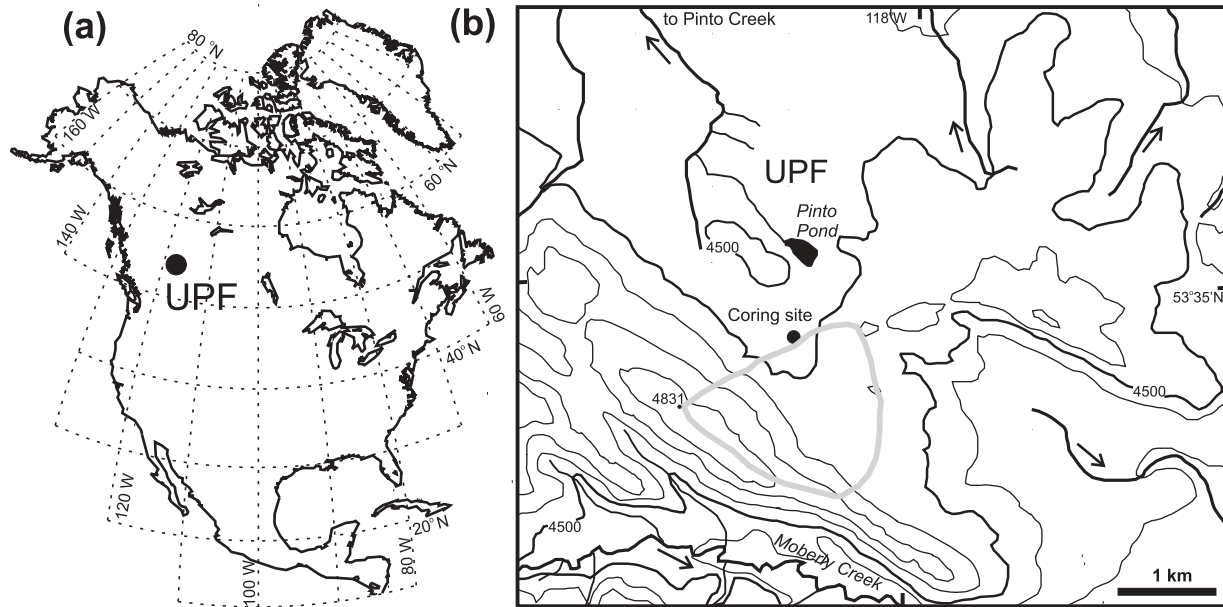 (a)
80 °N
160 W
60 °N
140 W
UPF
60 W
40 °N
120 W
20°N
100 W
80 W
(b)
to Pinto Creek
118°W
UPF
Pinto
Pond
4500
53°35'N
Coring site
4831
4500
4500
Moberly Creek
1 km